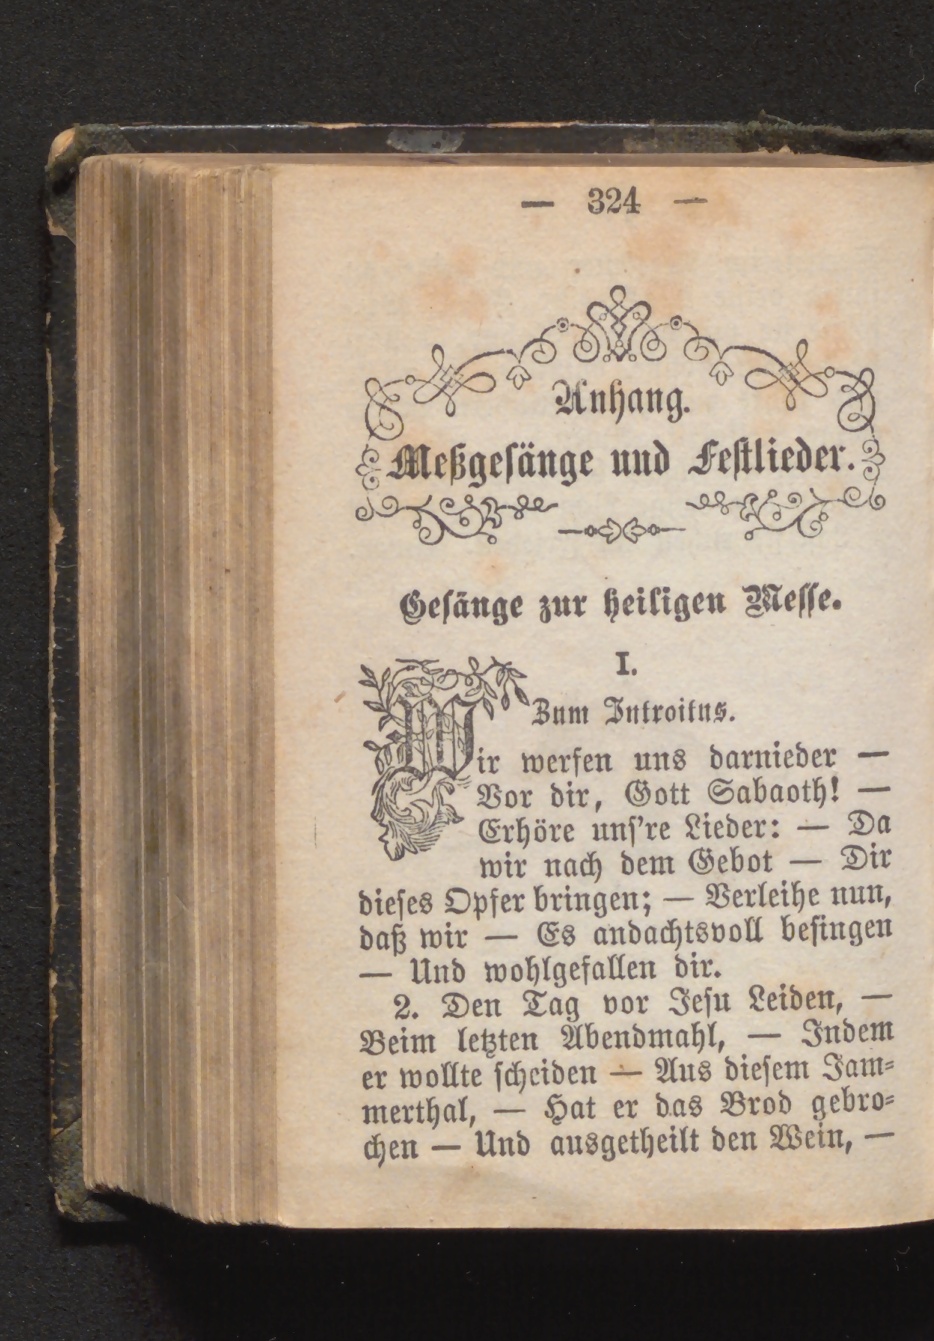 — 324 —
Anhang.
Meßgesänge und Festlieder.
Gesänge zur heiligen Messe.
I.
Zum Introitus.
Wir werfen uns darnieder —
Vor dir, Gott Sabaoth! —
Erhöre uns're Lieder: — Da
wir nach dem Gebot — Dir
dieses Opfer bringen; — Verleihe nun,
daß wir — Es andachtsvoll besingen
— Und wohlgefallen dir.
2. Den Tag vor Jesu Leiden, —
Beim letzten Abendmahl, — Indem
er wollte scheiden — Aus diesem Jam-
merthal, — Hat er das Brod gebro-
chen — Und ausgetheilt den Wein, —